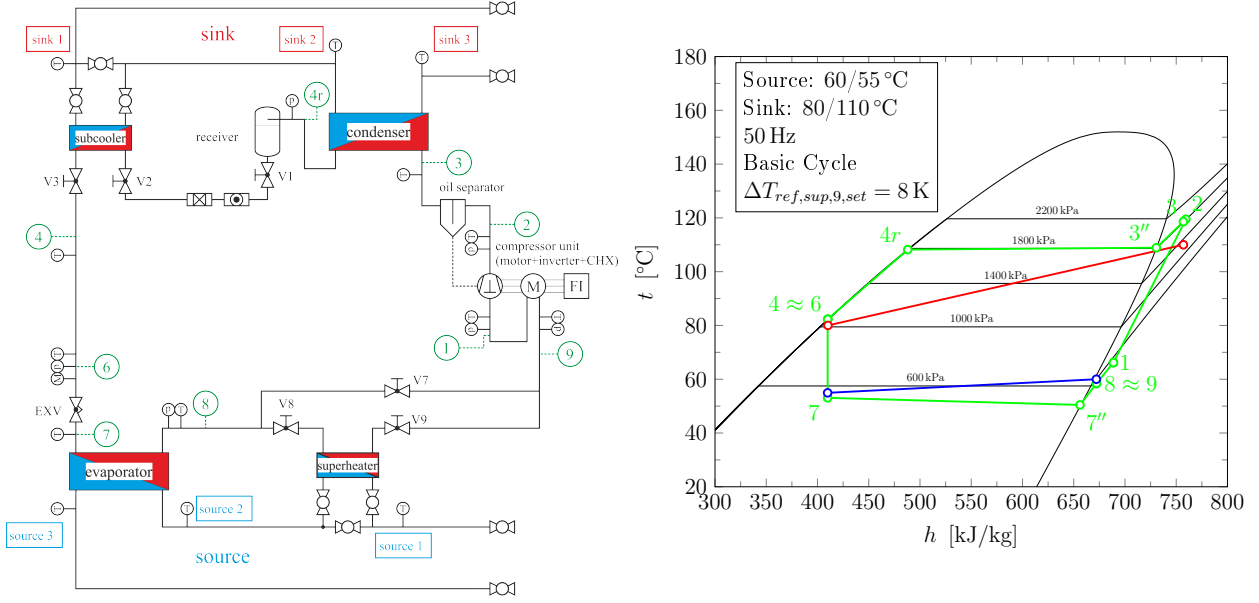 sink 1
sink
sink 2
sink 3
T
T
T
P
4r
receiver
condenser
subcooler
3
V3
V2
V1
T
oil separator
4
2
T
P
T
compressor unit
(motor+inverter+CHX)
M
FI
T
P
T
P
1
9
T
P
M
6
V7
EXV
8
V8
V9
P
T
T
7
evaporator
superheater
source 2
T
T
T
source 3
source 1
source
180
160
140
120
100
80
60
40
20
t [°C]
Source: 60/55 °C
Sink: 80/110 °C
50 Hz
Basic Cycle
ΔT_ref,sup,9,set = 8 K
2200 kPa
1800 kPa
1400 kPa
1000 kPa
600 kPa
3
2
4r
3″
4 ≈ 6
1
8 ≈ 9
7
7″
300
400
450
500
550
600
650
700
750
800
h [kJ/kg]